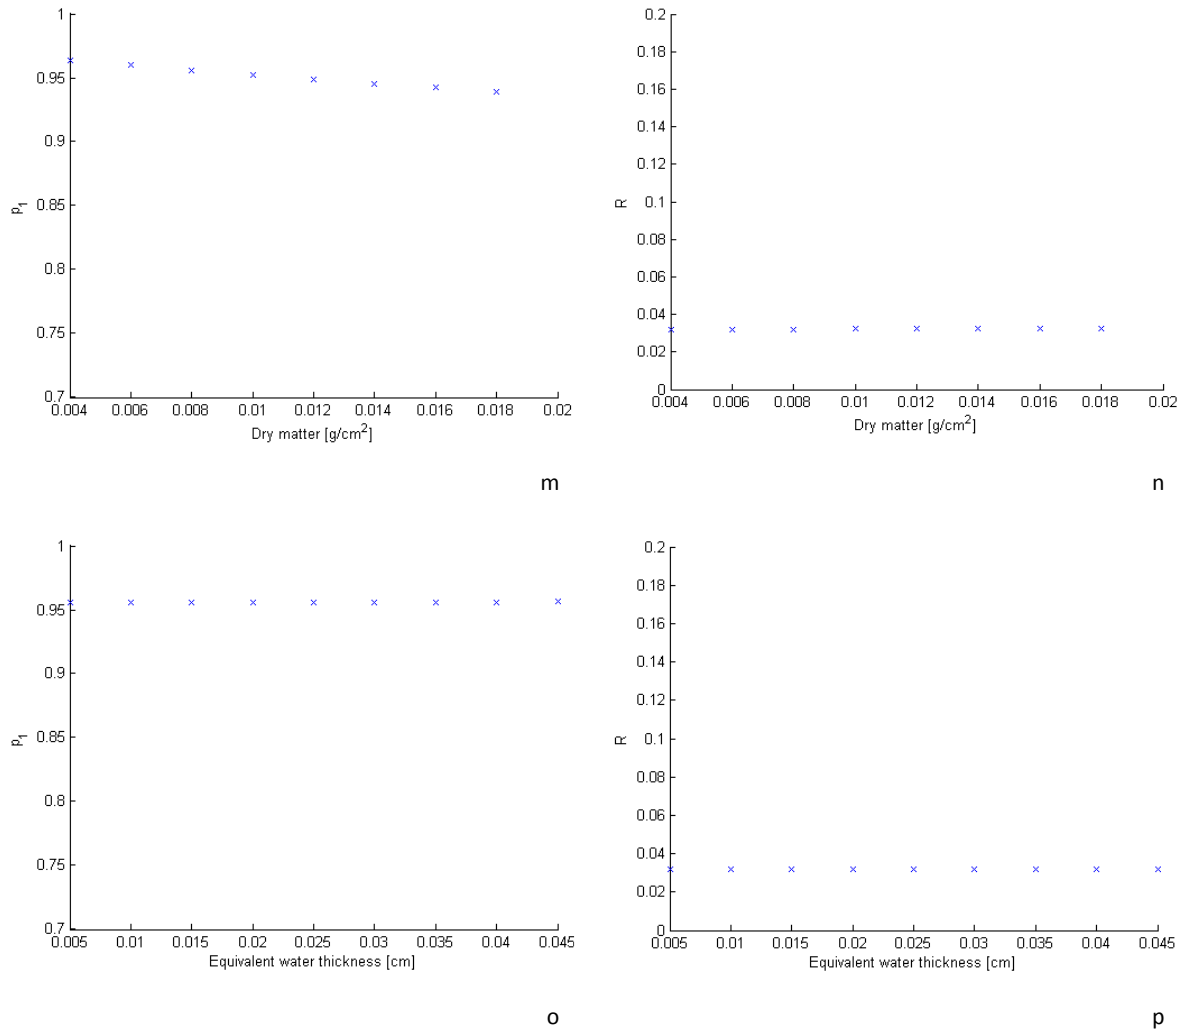 1
0.95
0.9
0.85
0.8
0.75
0.7
p1
0.004 0.006 0.008 0.01 0.012 0.014 0.016 0.018 0.02
Dry matter [g/cm2]
m
0.2
0.18
0.16
0.14
0.12
0.1
0.08
0.06
0.04
0.02
0
R
0.004 0.006 0.008 0.01 0.012 0.014 0.016 0.018 0.02
Dry matter [g/cm2]
n
1
0.95
0.9
0.85
0.8
0.75
0.7
p1
0.005 0.01 0.015 0.02 0.025 0.03 0.035 0.04 0.045
Equivalent water thickness [cm]
o
0.2
0.18
0.16
0.14
0.12
0.1
0.08
0.06
0.04
0.02
0
R
0.005 0.01 0.015 0.02 0.025 0.03 0.035 0.04 0.045
Equivalent water thickness [cm]
p